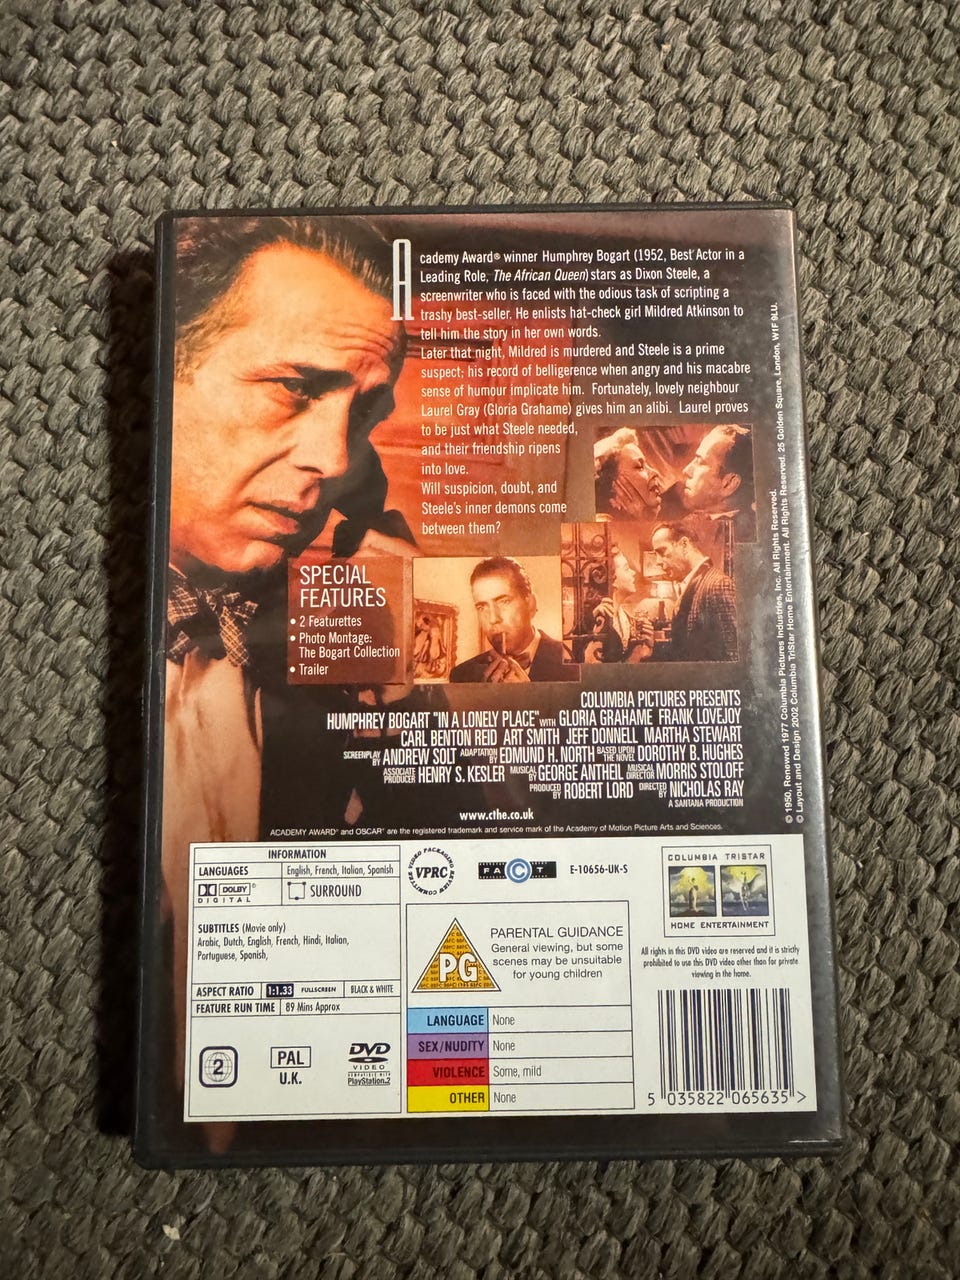 Academy Award® winner Humphrey Bogart (1952, Best Actor in a
Leading Role, The African Queen) stars as Dixon Steele, a
screenwriter who is faced with the odious task of scripting a
trashy best-seller. He enlists hat-check girl Mildred Atkinson to
tell him the story in her own words.
Later that night, Mildred is murdered and Steele is a prime
suspect; his record of belligerence when angry and his macabre
sense of humour implicate him. Fortunately, lovely neighbour
Laurel Gray (Gloria Grahame) gives him an alibi. Laurel proves
to be just what Steele needed,
and their friendship ripens
into love.
Will suspicion, doubt, and
Steele's inner demons come
between them?
SPECIAL
FEATURES
• 2 Featurettes
• Photo Montage:
The Bogart Collection
• Trailer
COLUMBIA PICTURES PRESENTS
HUMPHREY BOGART "IN A LONELY PLACE" WITH GLORIA GRAHAME FRANK LOVEJOY
CARL BENTON REID ART SMITH JEFF DONNELL MARTHA STEWART
SCREENPLAY BY ANDREW SOLT ADAPTATION BY EDMUND H. NORTH BASED UPON THE NOVEL BY DOROTHY B. HUGHES
ASSOCIATE PRODUCER HENRY S. KESLER MUSICAL BY GEORGE ANTHEIL MUSICAL DIRECTOR MORRIS STOLOFF
PRODUCED BY ROBERT LORD DIRECTED BY NICHOLAS RAY
A SANTANA PRODUCTION
www.cthe.co.uk
ACADEMY AWARD® and OSCAR® are the registered trademark and service mark of the Academy of Motion Picture Arts and Sciences.
© 1950, Renewed 1977 Columbia Pictures Industries, Inc. All Rights Reserved.
© Layout and Design 2002 Columbia TriStar Home Entertainment. All Rights Reserved. 25 Golden Square, London, W1F 9LU.
INFORMATION
LANGUAGES English, French, Italian, Spanish
DOLBY DIGITAL SURROUND
SUBTITLES (Movie only)
Arabic, Dutch, English, French, Hindi, Italian,
Portuguese, Spanish,
ASPECT RATIO 1:1.33 FULLSCREEN BLACK & WHITE
FEATURE RUN TIME 89 Mins Approx
2
PAL
U.K.
DVD
VIDEO
COMPATIBLE WITH
PlayStation.2
VIDEO PACKAGING REVIEW COMMITTEE
VPRC
FACT
E-10656-UK-S
PG
PARENTAL GUIDANCE
General viewing, but some
scenes may be unsuitable
for young children
LANGUAGE None
SEX/NUDITY None
VIOLENCE Some, mild
OTHER None
COLUMBIA TRISTAR
HOME ENTERTAINMENT
All rights in this DVD video are reserved and it is strictly
prohibited to use this DVD video other than for private
viewing in the home.
5 035822 065635 >